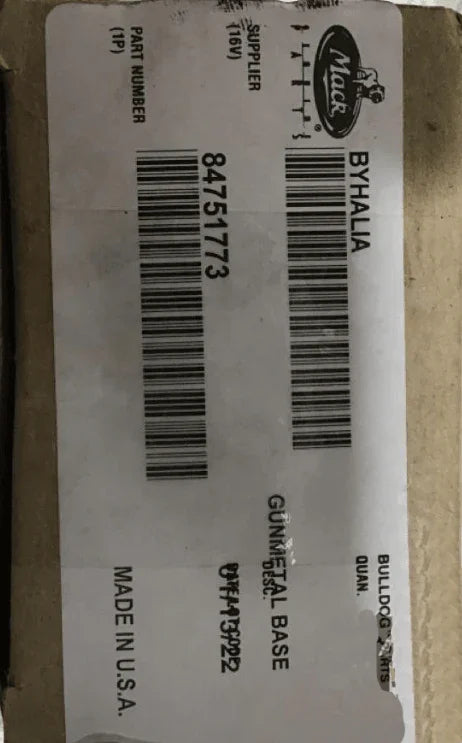 Mack
PARTS
BYHALIA
SUPPLIER
(16V)
84751773
PART NUMBER
(1P)
BULLDOG
QUAN.
GUNMETAL BASE
DESC.
MADE IN U.S.A.